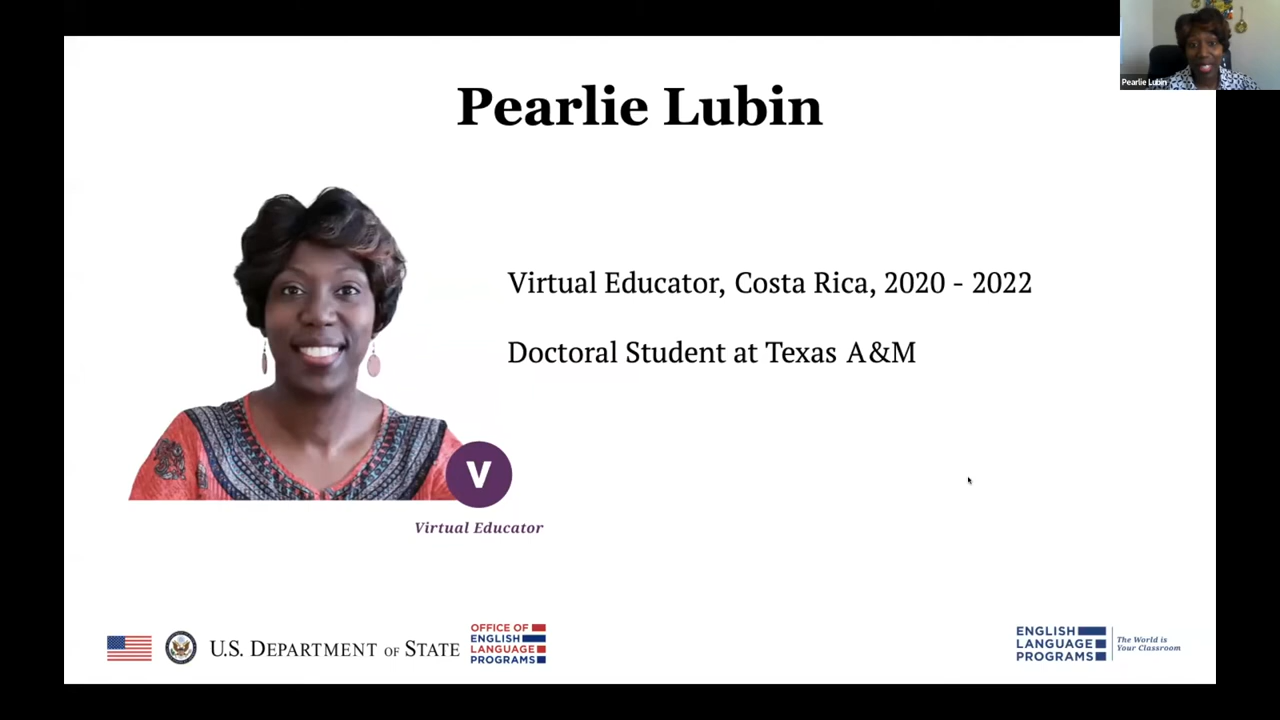 Pearlie Lubin
Pearlie Lubin
Virtual Educator, Costa Rica, 2020 - 2022
Doctoral Student at Texas A&M
V
Virtual Educator
U.S. DEPARTMENT OF STATE
OFFICE OF
ENGLISH
LANGUAGE
PROGRAMS
ENGLISH
LANGUAGE
PROGRAMS
The World is
Your Classroom